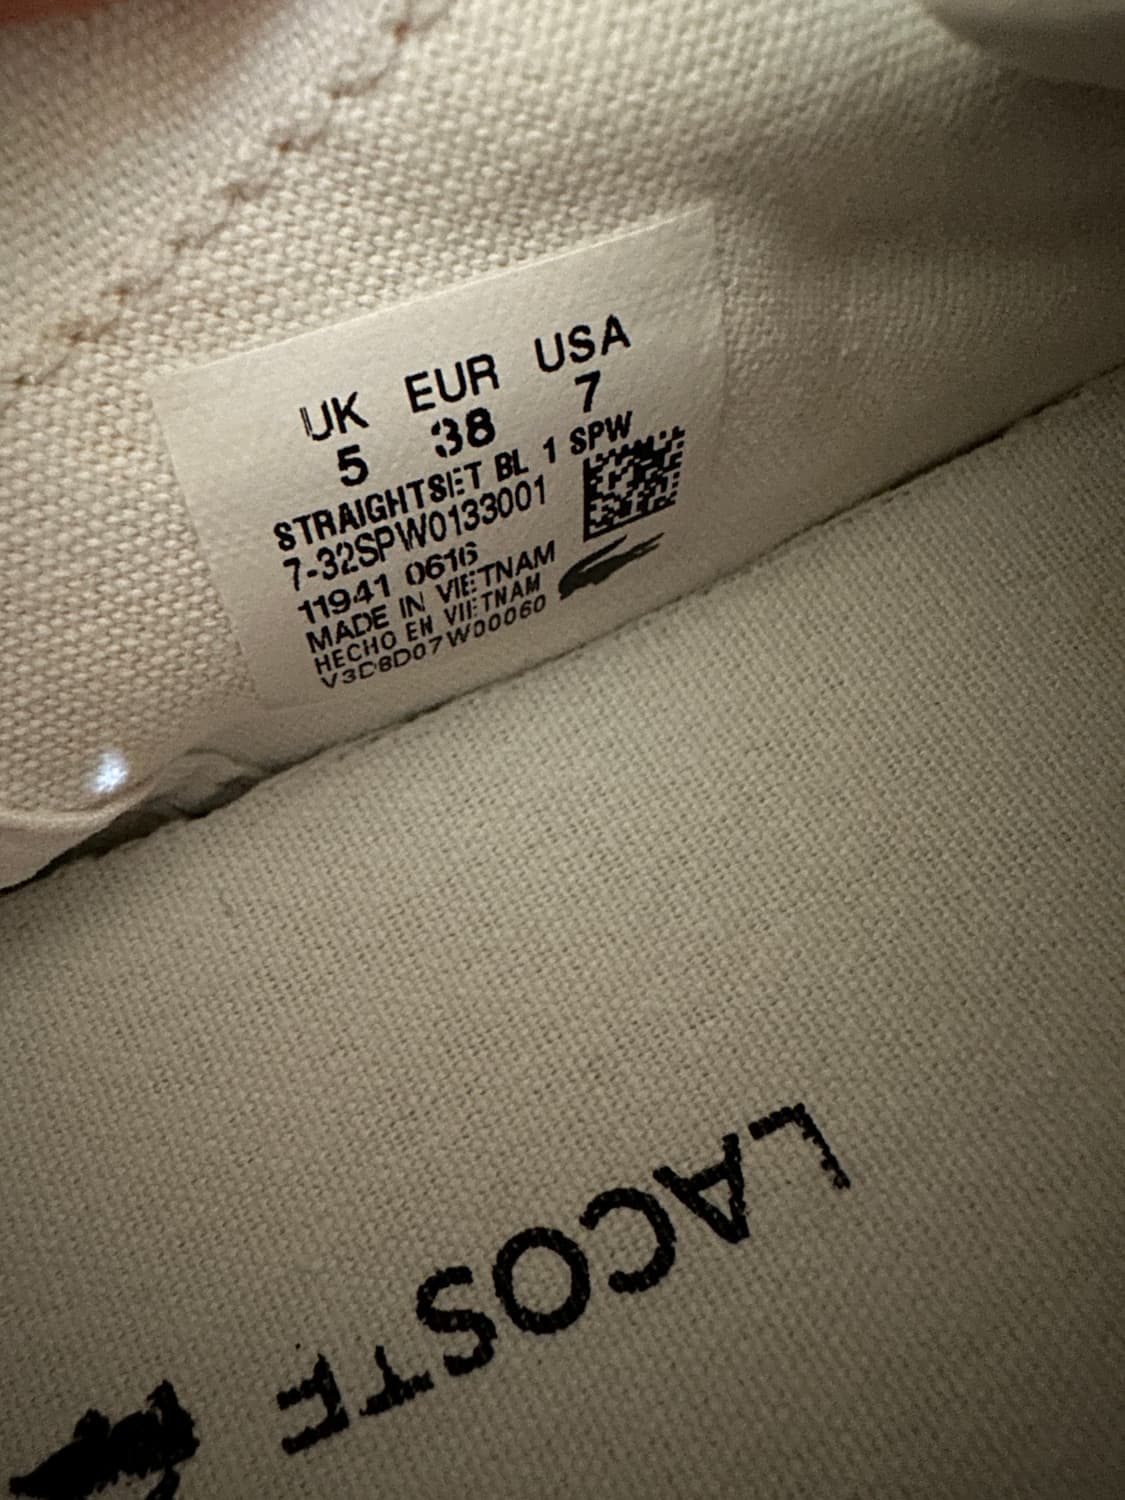 UK EUR USA
5 38 7
STRAIGHTSET BL 1 SPW
7-32SPW0133001
11941 0616
MADE IN VIETNAM
HECHO EN VIETNAM
V3D8D07W00060
LACOSTE